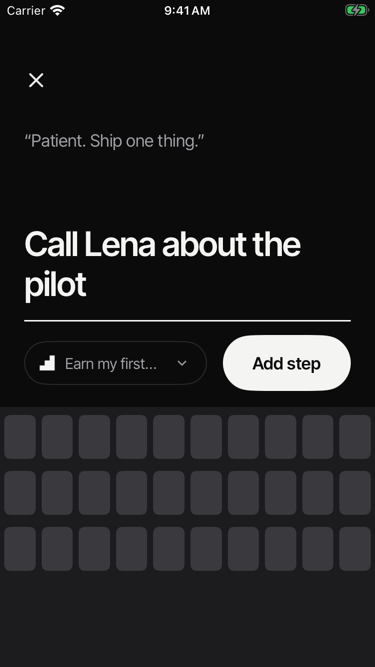 Carrier
9:41 AM
“Patient. Ship one thing.”
Call Lena about the
pilot
Earn my first...
Add step